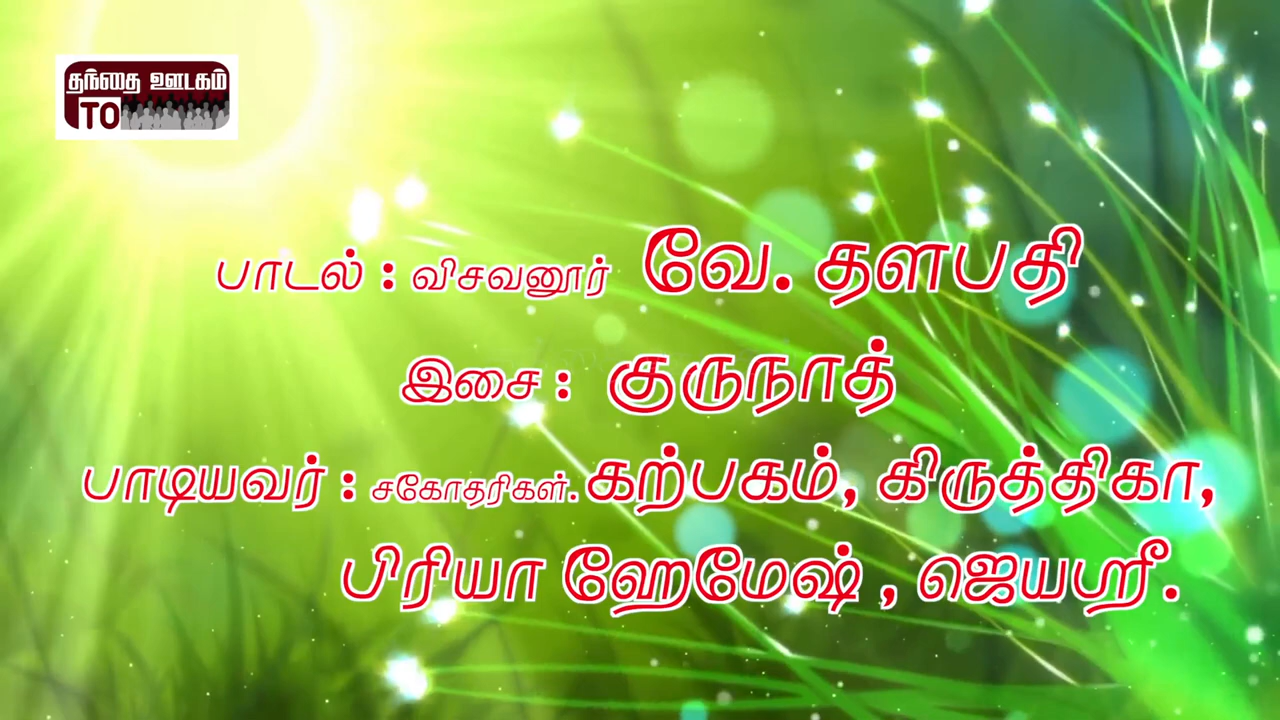 தந்தை ஊடகம்
TO
பாடல் : விசவனூர் வே. தளபதி
இசை : குருநாத்
பாடியவர் : சகோதரிகள். கற்பகம், கிருத்திகா,
பிரியா ஹேமேஷ் , ஜெயஸ்ரீ .